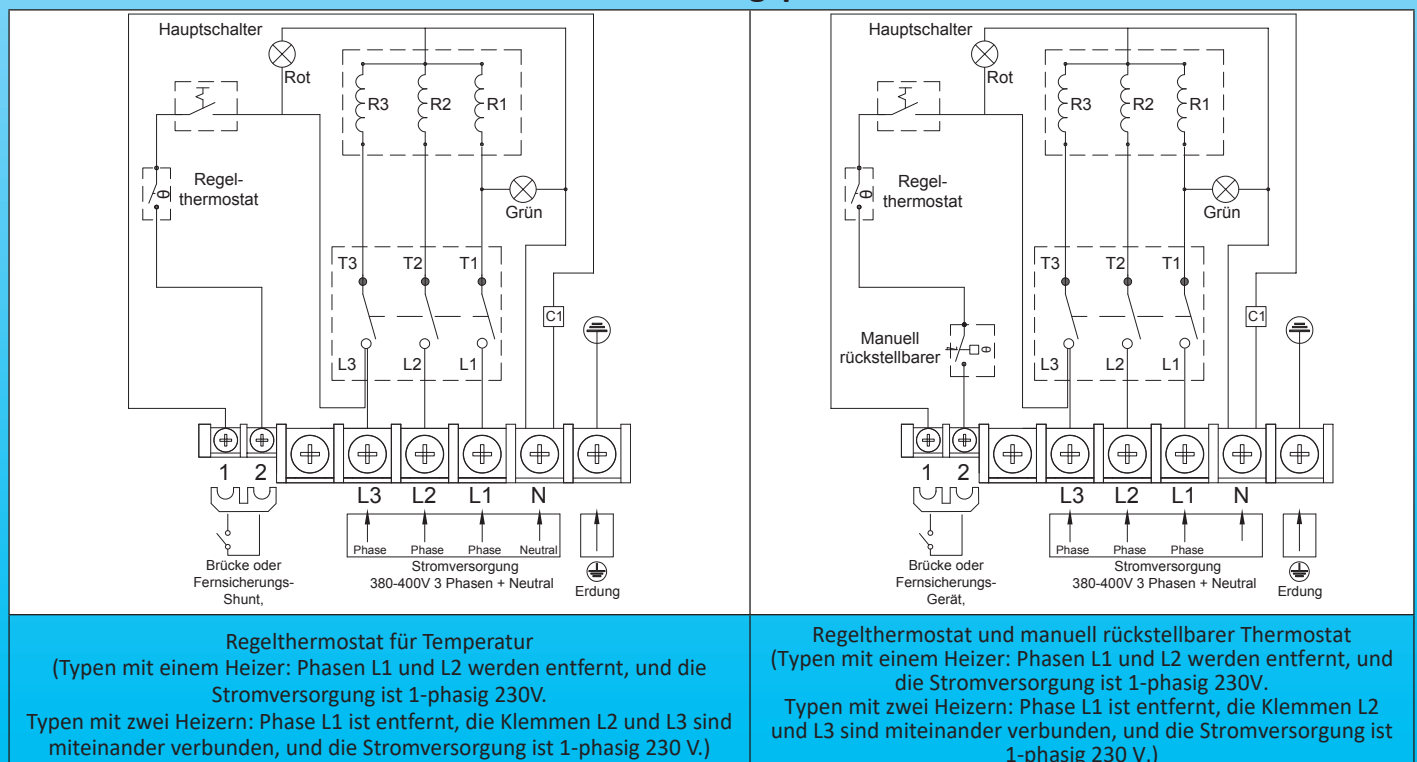 Hauptschalter
Rot
R3
R2
R1
Regel-
thermostat
θ
Grün
T3
T2
T1
C1
L3
L2
L1
1
2
L3
L2
L1
N
Phase
Phase
Phase
Neutral
Brücke oder
Fernsicherungs-
Shunt,
Stromversorgung
380-400V 3 Phasen + Neutral
Erdung
Regelthermostat für Temperatur
(Typen mit einem Heizer: Phasen L1 und L2 werden entfernt, und die
Stromversorgung ist 1-phasig 230V.
Typen mit zwei Heizern: Phase L1 ist entfernt, die Klemmen L2 und L3 sind
miteinander verbunden, und die Stromversorgung ist 1-phasig 230 V.)
Hauptschalter
Rot
R3
R2
R1
Regel-
thermostat
θ
Grün
T3
T2
T1
C1
Manuell
rückstellbarer
θ
L3
L2
L1
1
2
L3
L2
L1
N
Phase
Phase
Phase
Brücke oder
Fernsicherungs-
Gerät,
Stromversorgung
380-400V 3 Phasen + Neutral
Erdung
Regelthermostat und manuell rückstellbarer Thermostat
(Typen mit einem Heizer: Phasen L1 und L2 werden entfernt, und
die Stromversorgung ist 1-phasig 230V.
Typen mit zwei Heizern: Phase L1 ist entfernt, die Klemmen L2
und L3 sind miteinander verbunden, und die Stromversorgung ist
1-phasig 230 V.)